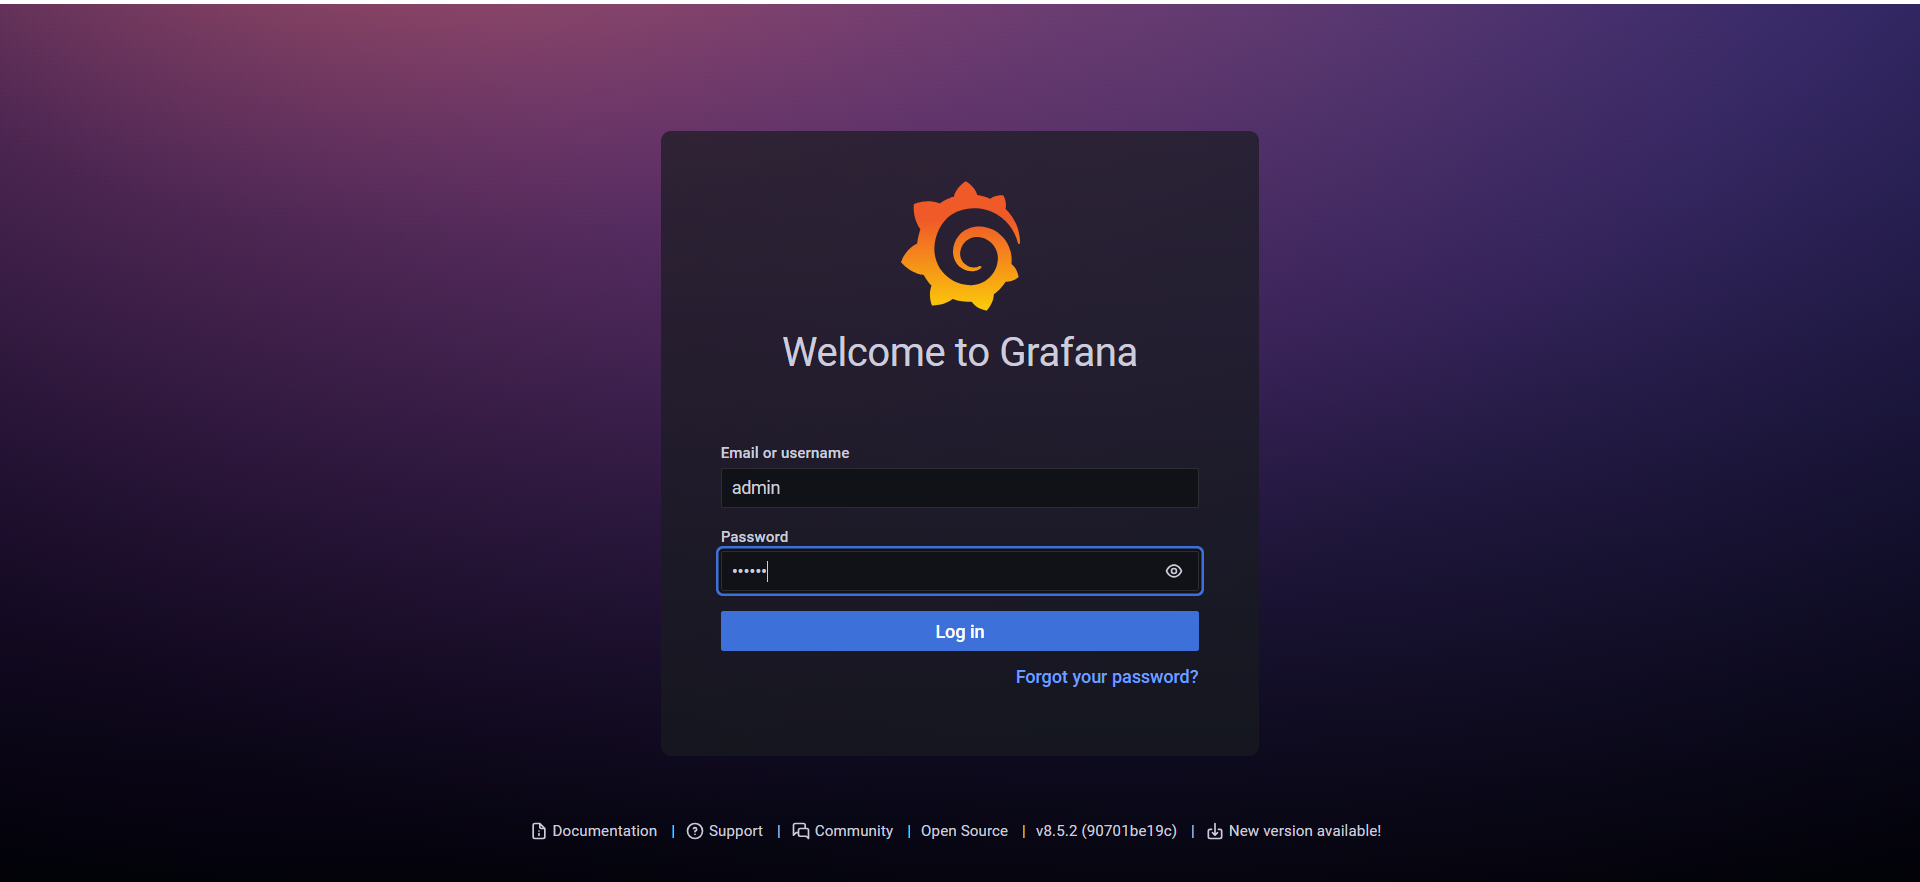 Welcome to Grafana
Email or username
admin
Password
••••••
Log in
Forgot your password?
Documentation | Support | Community | Open Source | v8.5.2 (90701be19c) | New version available!